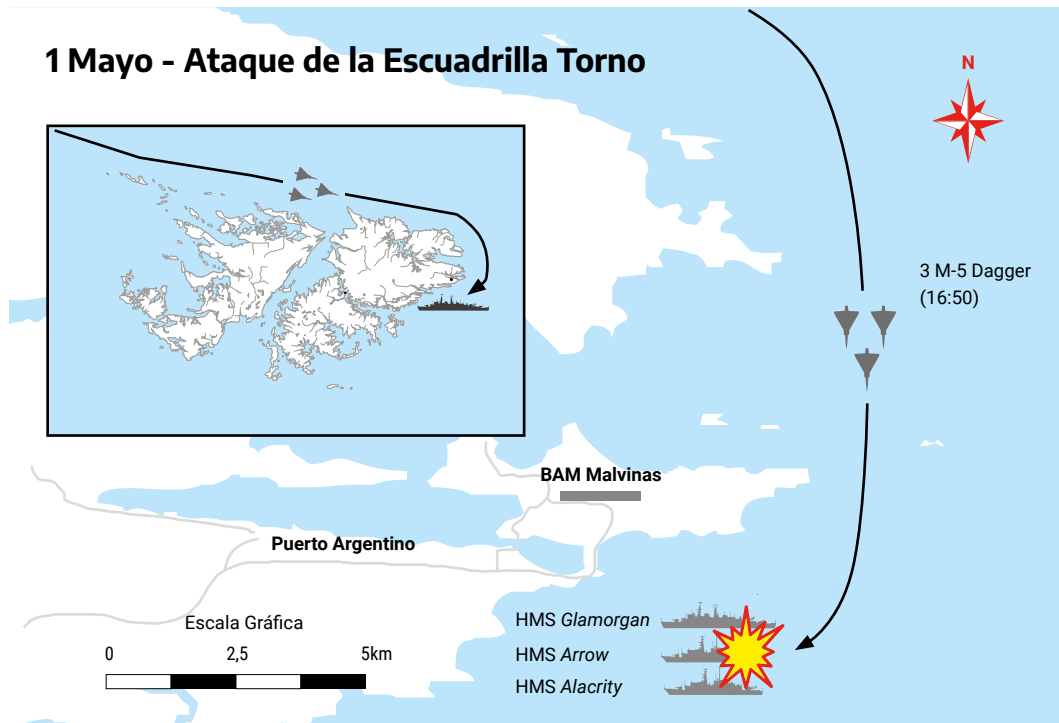 1 Mayo - Ataque de la Escuadrilla Torno
N
3 M-5 Dagger
(16:50)
BAM Malvinas
Puerto Argentino
Escala Gráfica
0 2,5 5km
HMS Glamorgan
HMS Arrow
HMS Alacrity